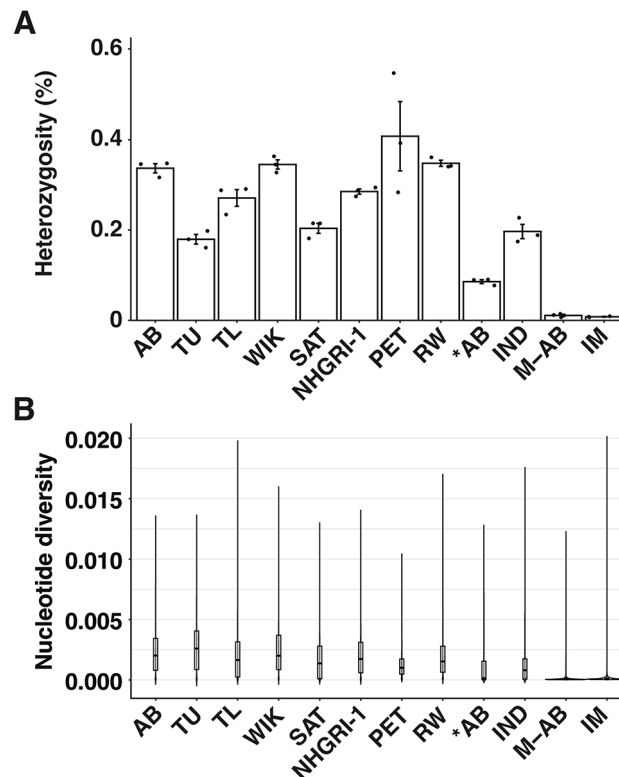 A
Heterozygosity (%)
0.6
0.4
0.2
0
AB TU TL WIK SAT NHGRI-1 PET RW *AB IND M-AB IM
B
Nucleotide diversity
0.020
0.015
0.010
0.005
0.000
AB TU TL WIK SAT NHGRI-1 PET RW *AB IND M-AB IM